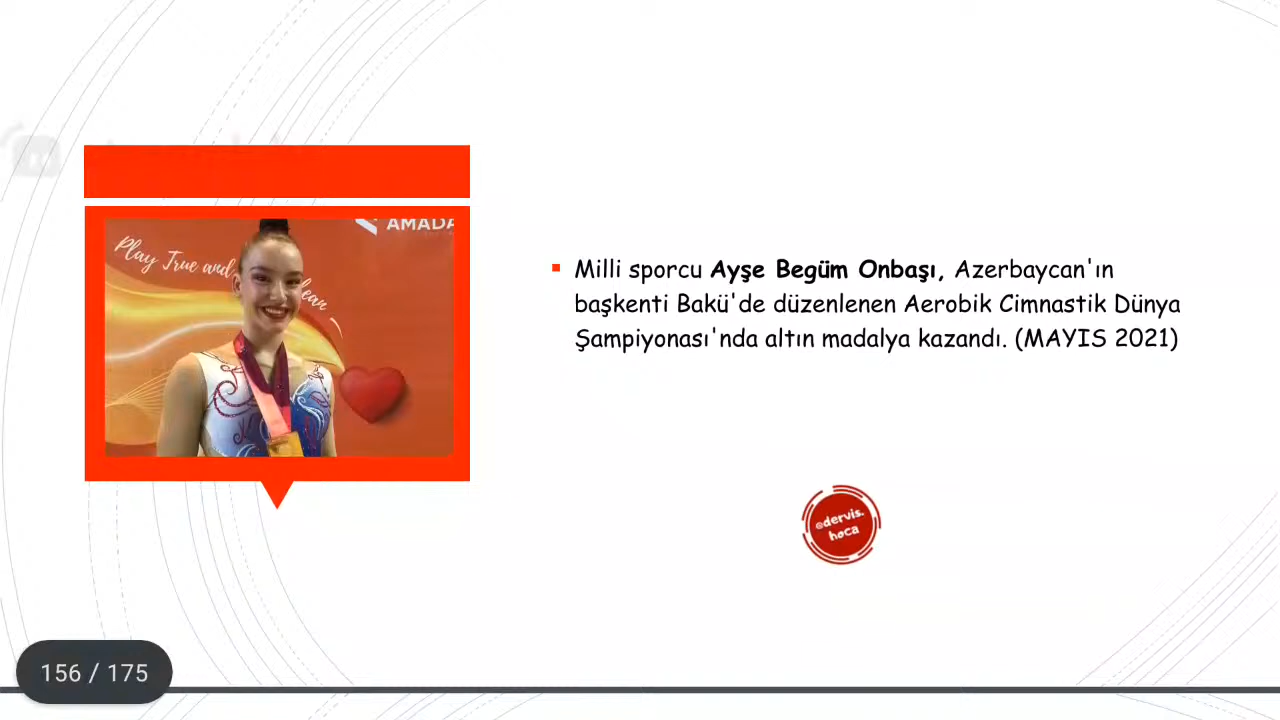 AMADA
Play True and
lean
Milli sporcu Ayşe Begüm Onbaşı, Azerbaycan'ın
başkenti Bakü'de düzenlenen Aerobik Cimnastik Dünya
Şampiyonası'nda altın madalya kazandı. (MAYIS 2021)
@dervis.
hoca
156 / 175